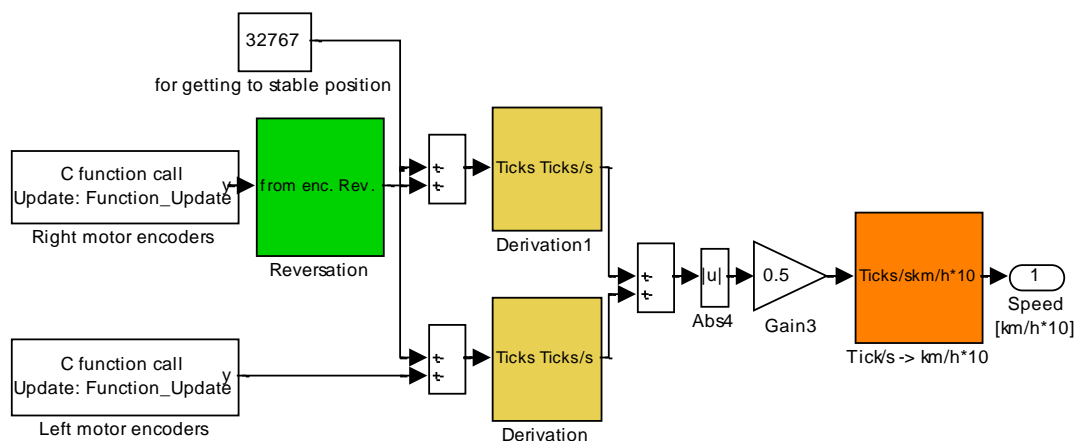 32767
for getting to stable position
C function call
Update: Function_Update
y
Right motor encoders
from enc. Rev.
Reversation
+
+
Ticks Ticks/s
Derivation1
C function call
Update: Function_Update
y
Left motor encoders
+
+
Ticks Ticks/s
Derivation
+
+
|u|
Abs4
0.5
Gain3
Ticks/skm/h*10
Tick/s -> km/h*10
1
Speed
[km/h*10]